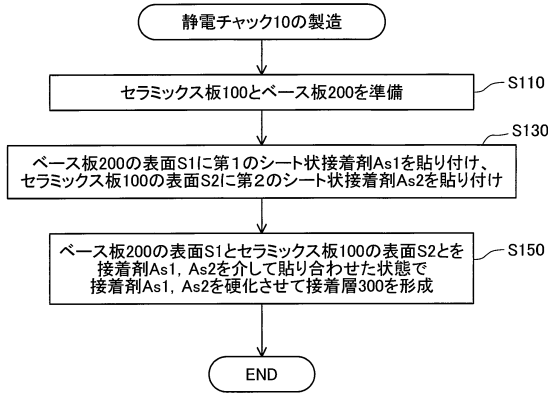 静電チャック10の製造
セラミックス板100とベース板200を準備
S110
ベース板200の表面S1に第１のシート状接着剤As1を貼り付け、
セラミックス板100の表面S2に第２のシート状接着剤As2を貼り付け
S130
ベース板200の表面S1とセラミックス板100の表面S2とを
接着剤As1, As2を介して貼り合わせた状態で
接着剤As1, As2を硬化させて接着層300を形成
S150
END